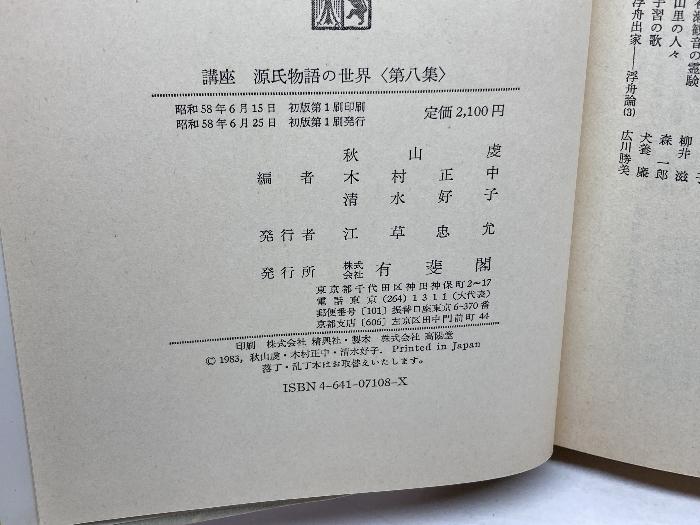 講座 源氏物語の世界〈第八集〉
昭和58年6月15日 初版第1刷印刷
昭和58年6月25日 初版第1刷発行
定価2,100円
編者
秋山虔
木村正中
清水好子
発行者 江草忠允
発行所 株式会社 有斐閣
東京都千代田区神田神保町2~17
電話東京(264)1311(大代表)
郵便番号〔101〕振替口座東京6-370番
京都支店〔606〕左京区田中門前町44
印刷 株式会社 精興社・製本 株式会社 高陽堂
© 1983, 秋山虔・木村正中・清水好子. Printed in Japan
落丁・乱丁本はお取替えいたします。
ISBN4-641-07108-X
観音の霊験 柳井滋
山里の人々 森一郎
手習の歌 犬養廉
浮舟出家――浮舟論(3) 広川勝美